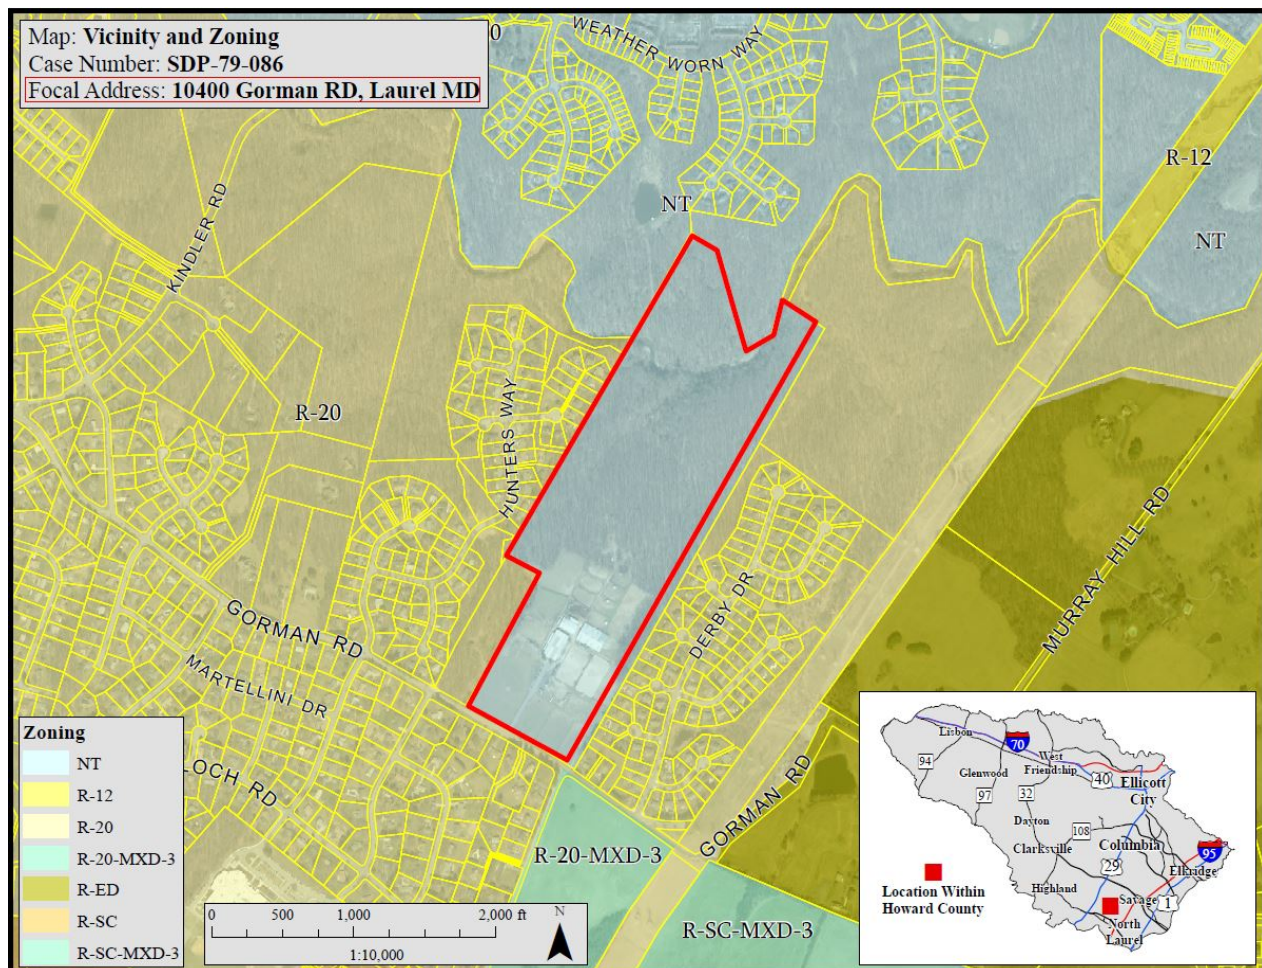 Map: Vicinity and Zoning
Case Number: SDP-79-086
Focal Address: 10400 Gorman RD, Laurel MD
0
WEATHER WORN WAY
R-12
KINDLER RD
NT
NT
R-20
HUNTERS WAY
MURRAY HILL RD
DERBY DR
GORMAN RD
MARTELLINI DR
LOCH RD
GORMAN RD
R-20-MXD-3
R-SC-MXD-3
Zoning
NT
R-12
R-20
R-20-MXD-3
R-ED
R-SC
R-SC-MXD-3
0 500 1,000 2,000 ft
N
1:10,000
Lisbon
70
West
Friendship
94
Glenwood
40
Ellicott
City
97
32
Dayton
108
Clarksville
Columbia
29
95
Elkridge
Highland
Savage
1
North
Laurel
Location Within
Howard County